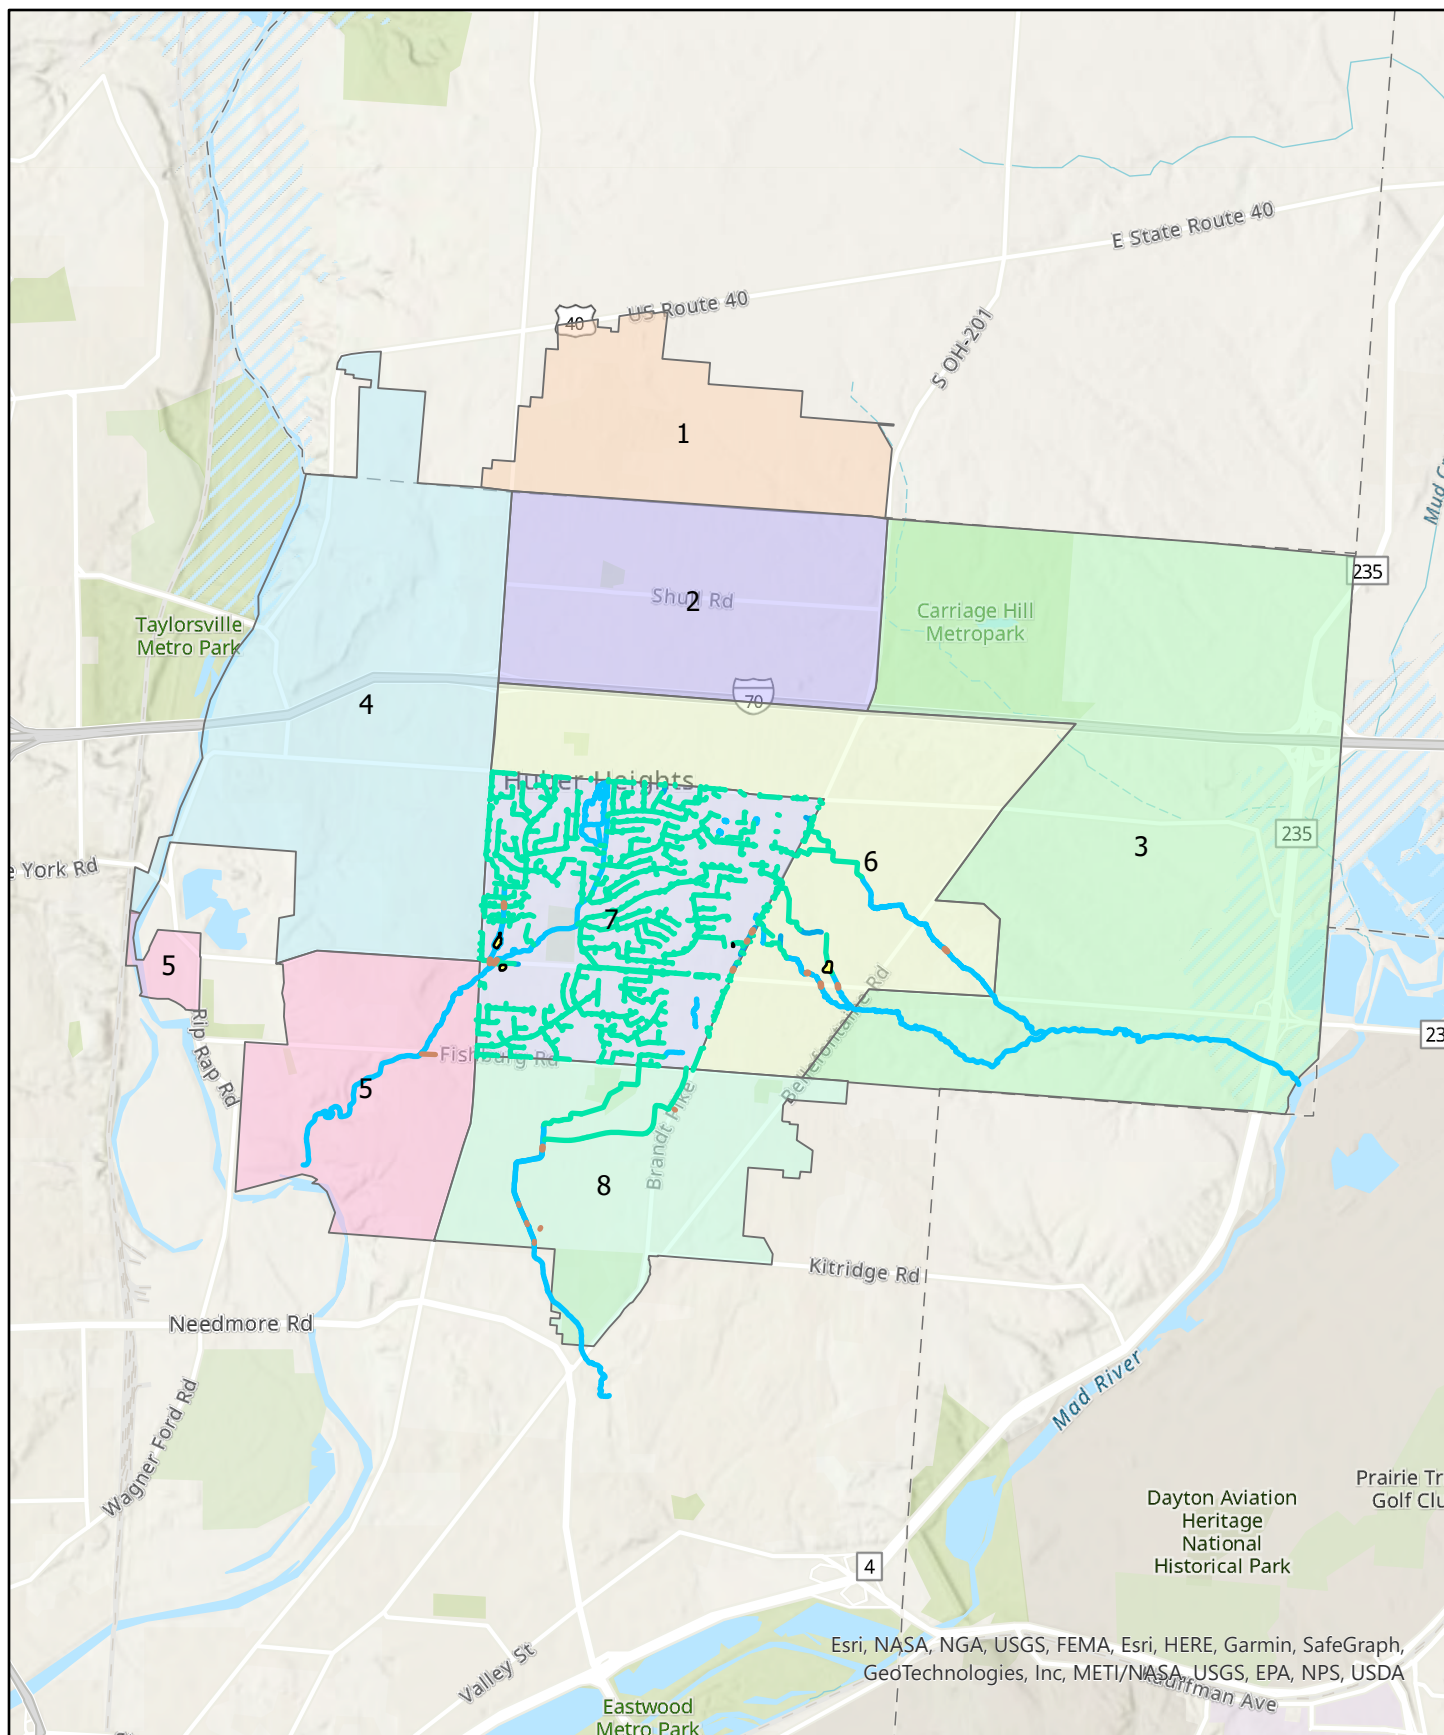 E State Route 40
US Route 40
40
S OH-201
1
Mud
235
Shull Rd
2
Carriage Hill
Metropark
Taylorsville
Metro Park
4
70
Huber Heights
235
3
6
e York Rd
7
5
235
23
Rip Rap Rd
Fishburg Rd
5
Bellefontaine Rd
Brandt Pike
8
Kitridge Rd
Needmore Rd
Mad River
Wagner Ford Rd
Prairie Tr
Golf Clu
Dayton Aviation
Heritage
National
Historical Park
4
Esri, NASA, NGA, USGS, FEMA, Esri, HERE, Garmin, SafeGraph,
GeoTechnologies, Inc, METI/NASA, USGS, EPA, NPS, USDA
Kauffman Ave
Valley St
Eastwood
Metro Park